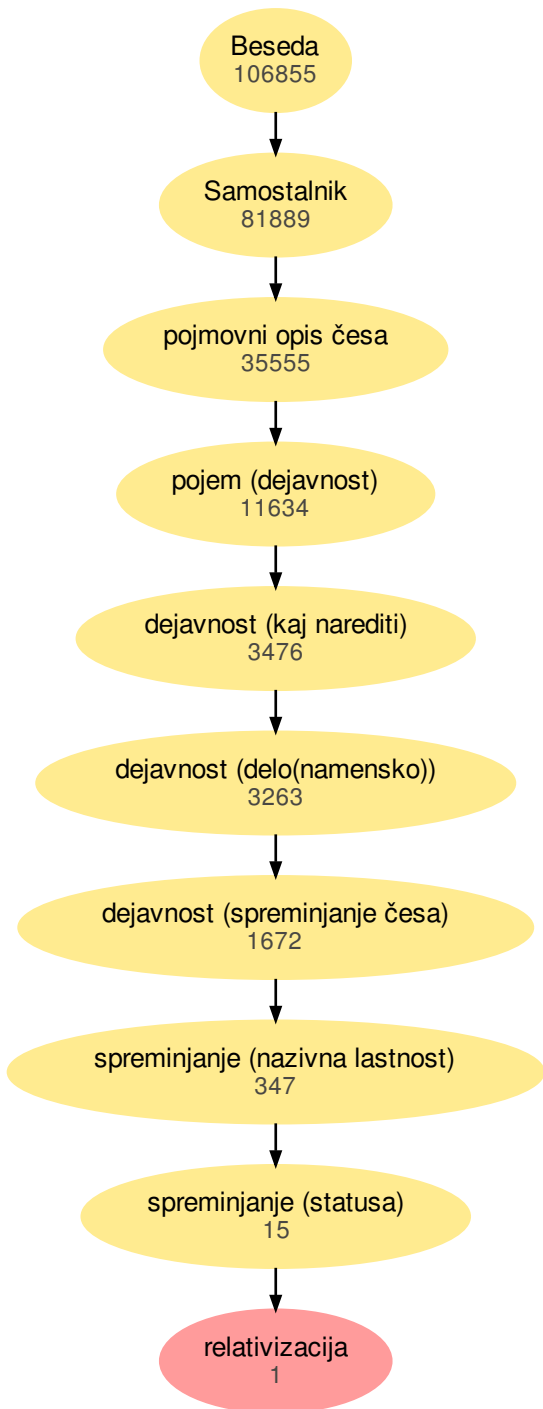 Beseda
106855
Samostalnik
81889
pojmovni opis česa
35555
pojem (dejavnost)
11634
dejavnost (kaj narediti)
3476
dejavnost (delo(namensko))
3263
dejavnost (spreminjanje česa)
1672
spreminjanje (nazivna lastnost)
347
spreminjanje (statusa)
15
relativizacija
1